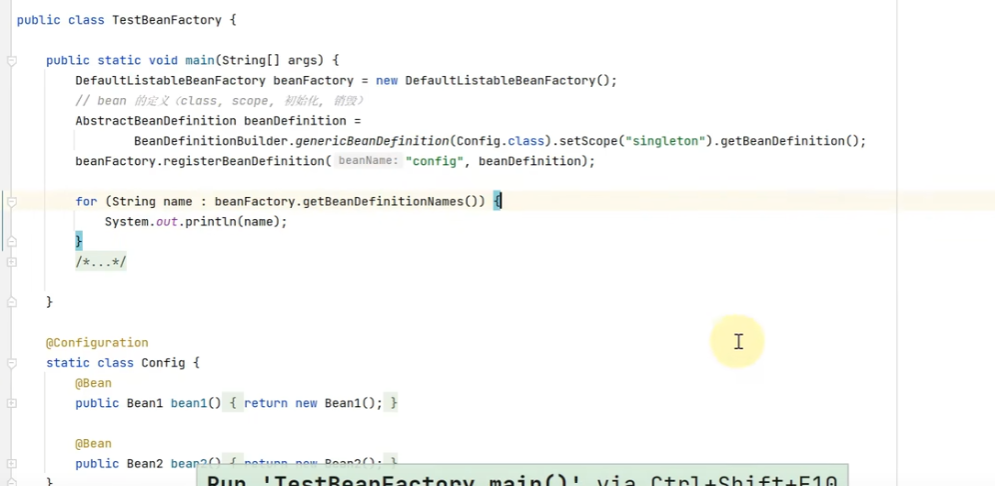 public class TestBeanFactory {
public static void main(String[] args) {
DefaultListableBeanFactory beanFactory = new DefaultListableBeanFactory();
// bean 的定义（class, scope, 初始化, 销毁）
AbstractBeanDefinition beanDefinition =
BeanDefinitionBuilder.genericBeanDefinition(Config.class).setScope("singleton").getBeanDefinition();
beanFactory.registerBeanDefinition( beanName: "config", beanDefinition);
for (String name : beanFactory.getBeanDefinitionNames()) {
System.out.println(name);
}
/*...*/
}
@Configuration
static class Config {
@Bean
public Bean1 bean1() { return new Bean1(); }
@Bean
public Bean2 bean2() { return new Bean2(); }
}
Run 'TestBeanFactory.main()' via Ctrl+Shift+F10